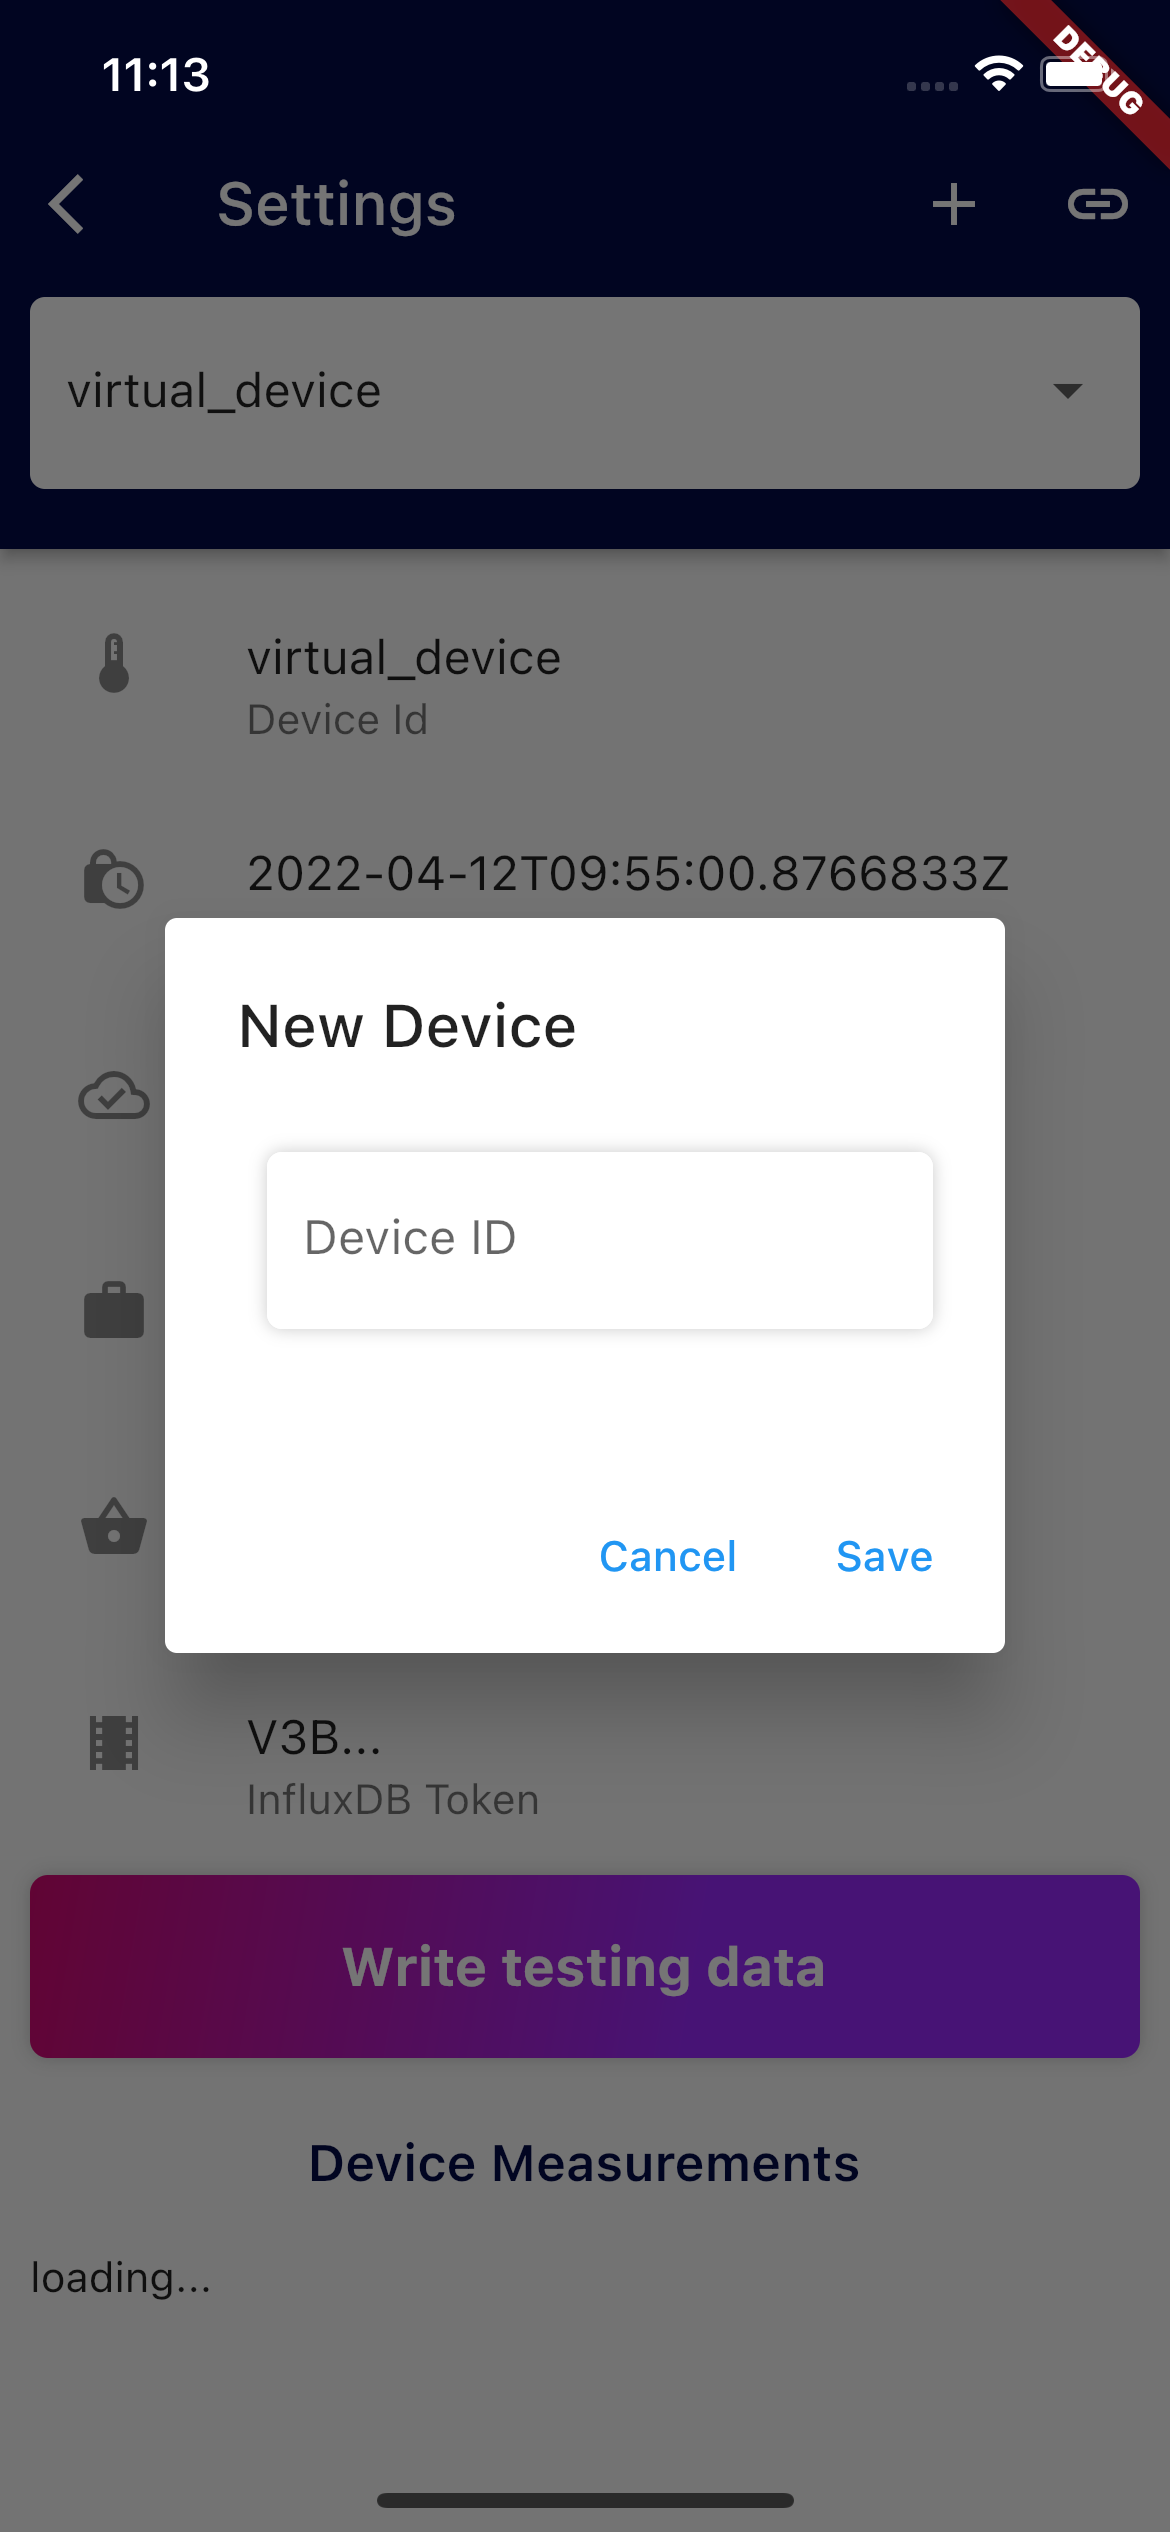 11:13
DEBUG
Settings
virtual_device
virtual_device
Device Id
2022-04-12T09:55:00.8766833Z
New Device
Device ID
Cancel Save
V3B...
InfluxDB Token
Write testing data
Device Measurements
loading...